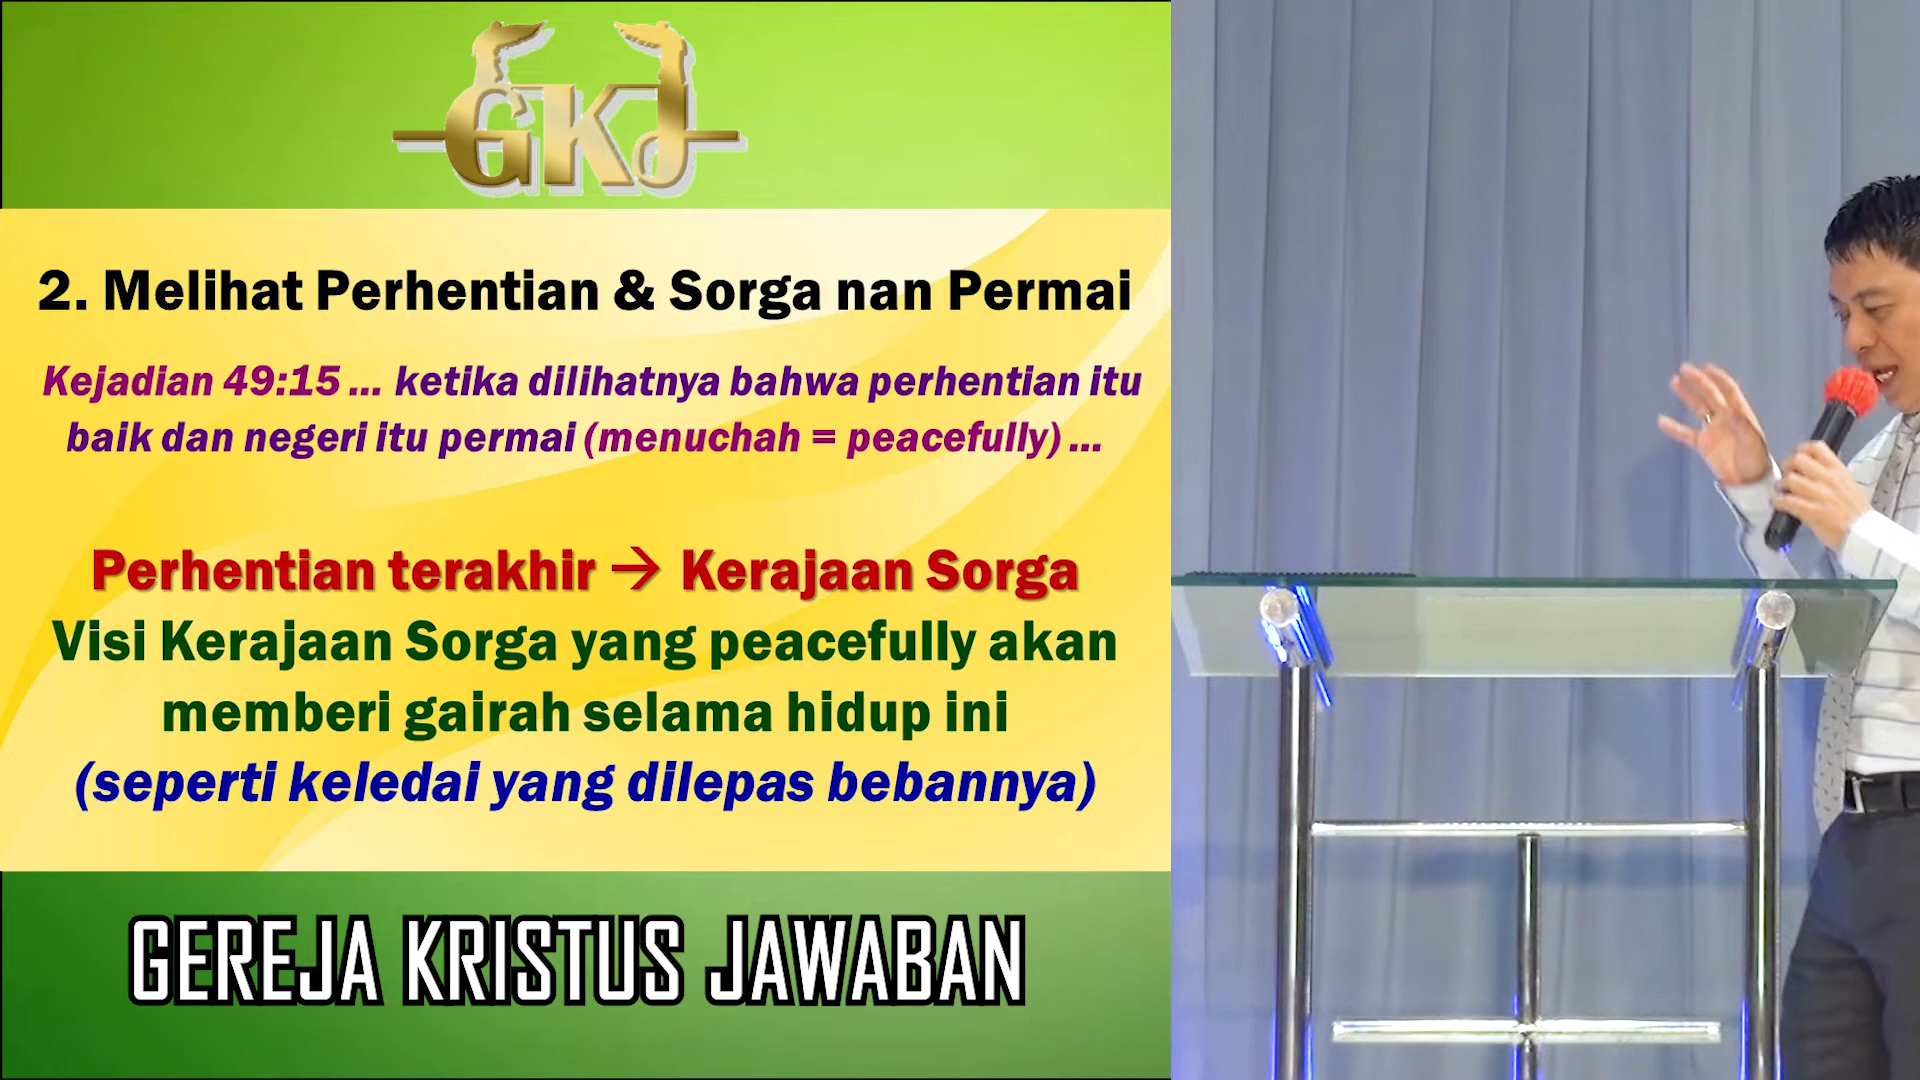 GKJ
2. Melihat Perhentian & Sorga nan Permai
Kejadian 49:15 ... ketika dilihatnya bahwa perhentian itu
baik dan negeri itu permai (menuchah = peacefully) ...
Perhentian terakhir → Kerajaan Sorga
Visi Kerajaan Sorga yang peacefully akan
memberi gairah selama hidup ini
(seperti keledai yang dilepas bebannya)
GEREJA KRISTUS JAWABAN